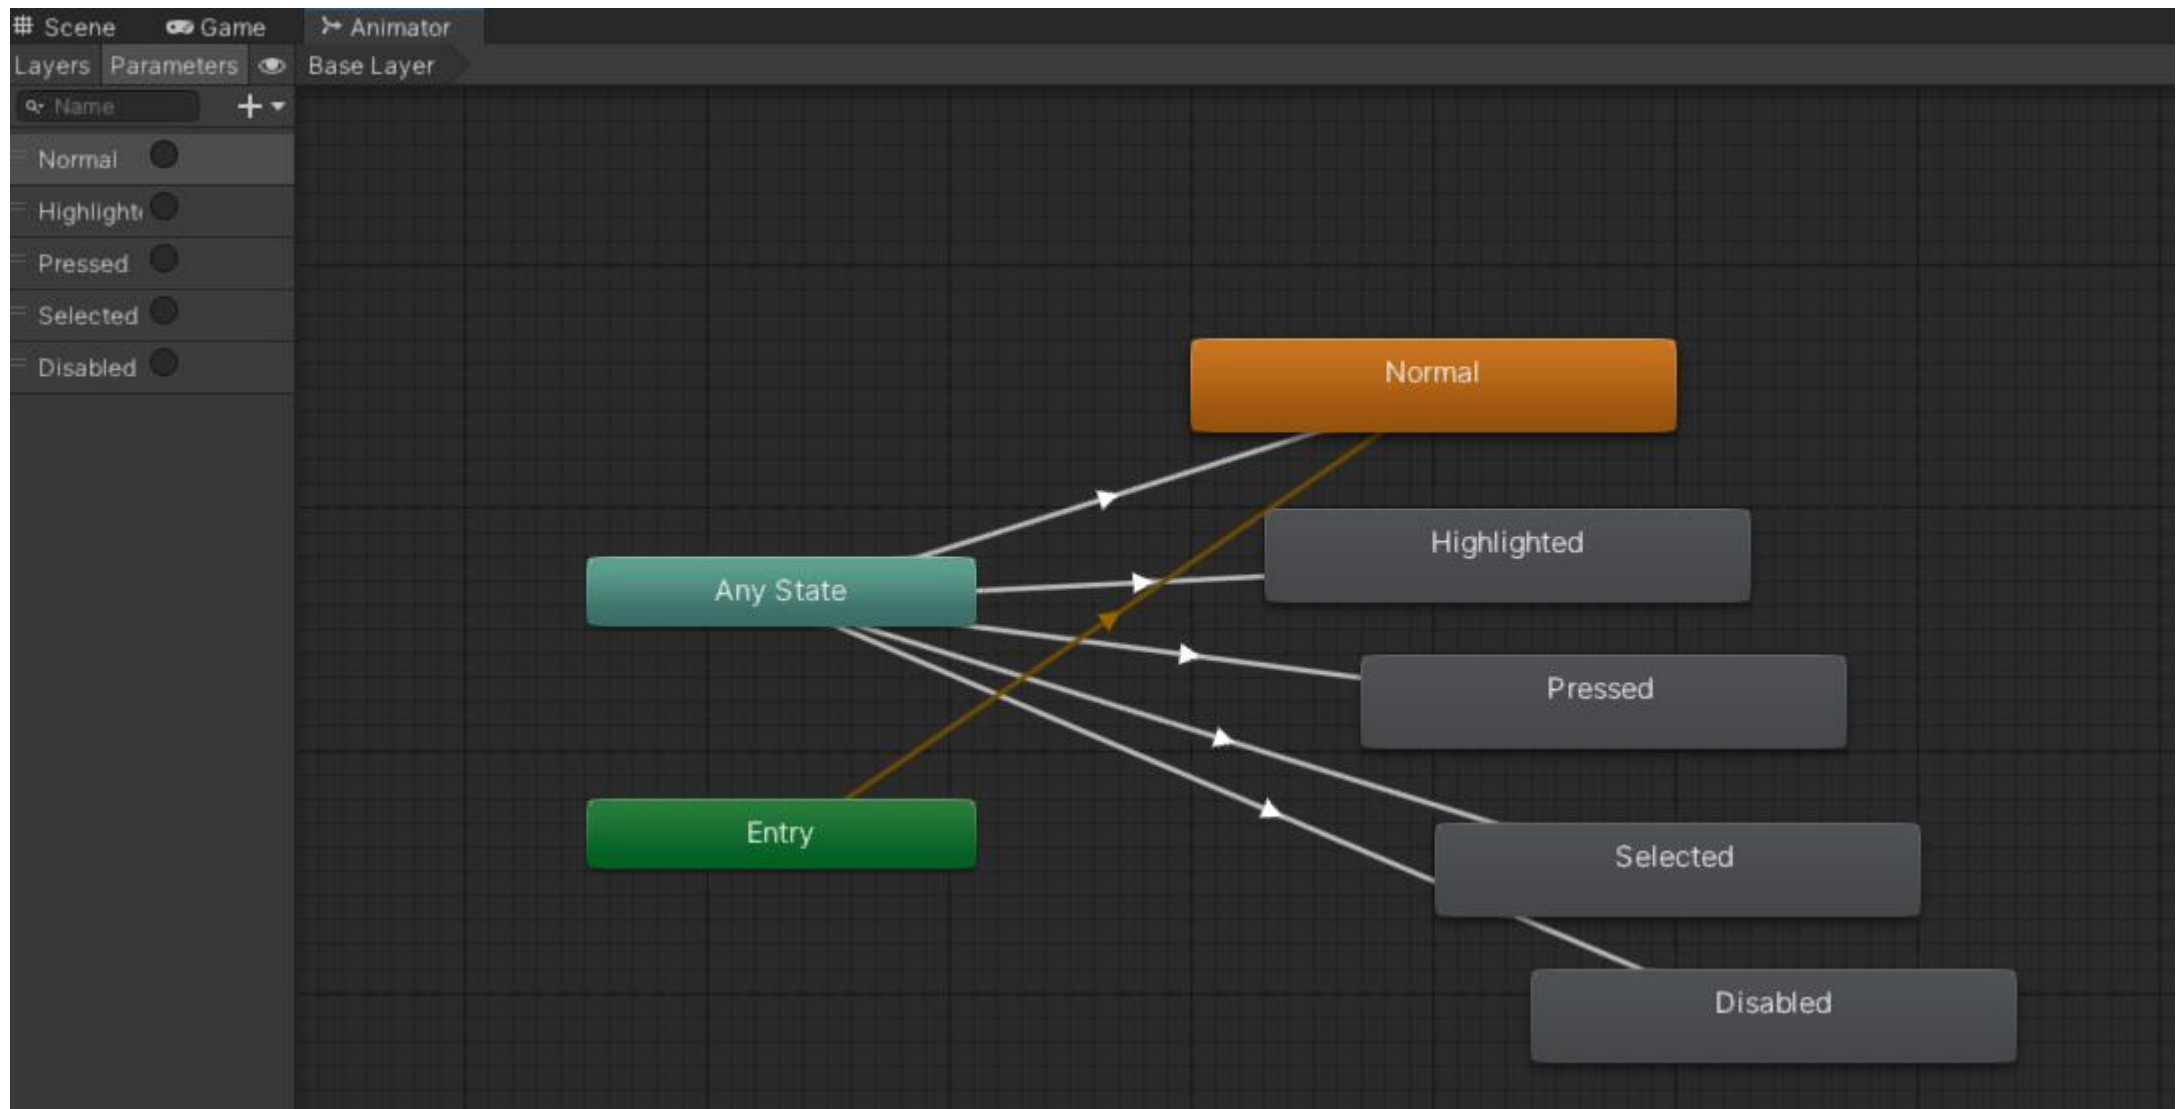 Scene Game Animator
Layers Parameters Base Layer
Name
Normal
Highlight
Pressed
Selected
Disabled
Normal
Highlighted
Any State
Pressed
Entry
Selected
Disabled